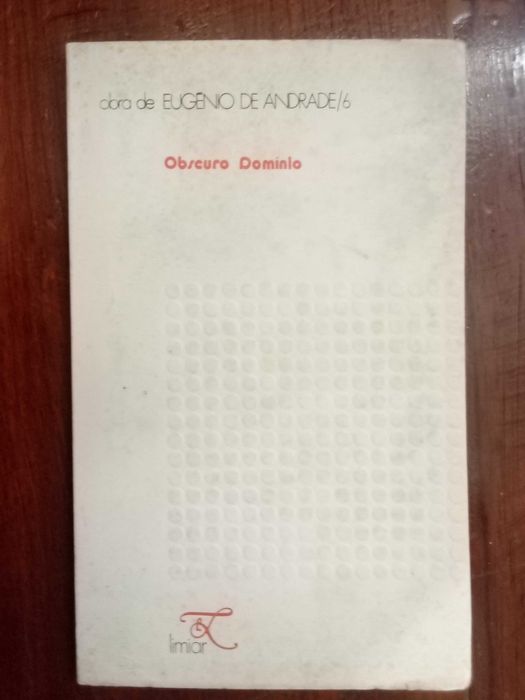 obra de EUGÉNIO DE ANDRADE/6
Obscuro Domínio
limiar